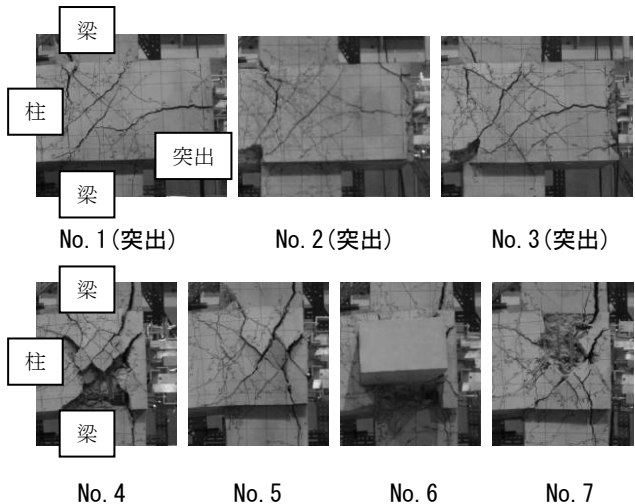 梁
柱
突出
梁
No. 1(突出)
No. 2(突出)
No. 3(突出)
梁
柱
梁
No. 4
No. 5
No. 6
No. 7